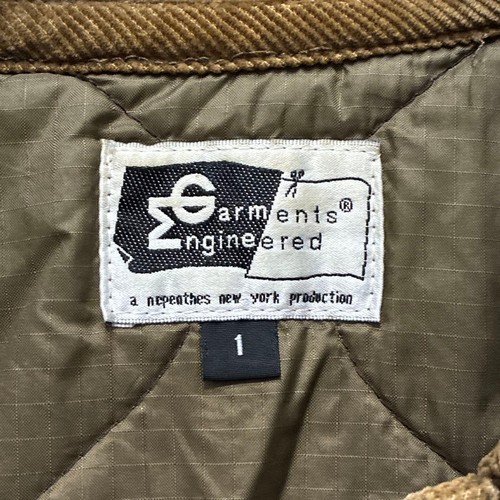 Garments®
Engineered
a nepenthes new york production
1